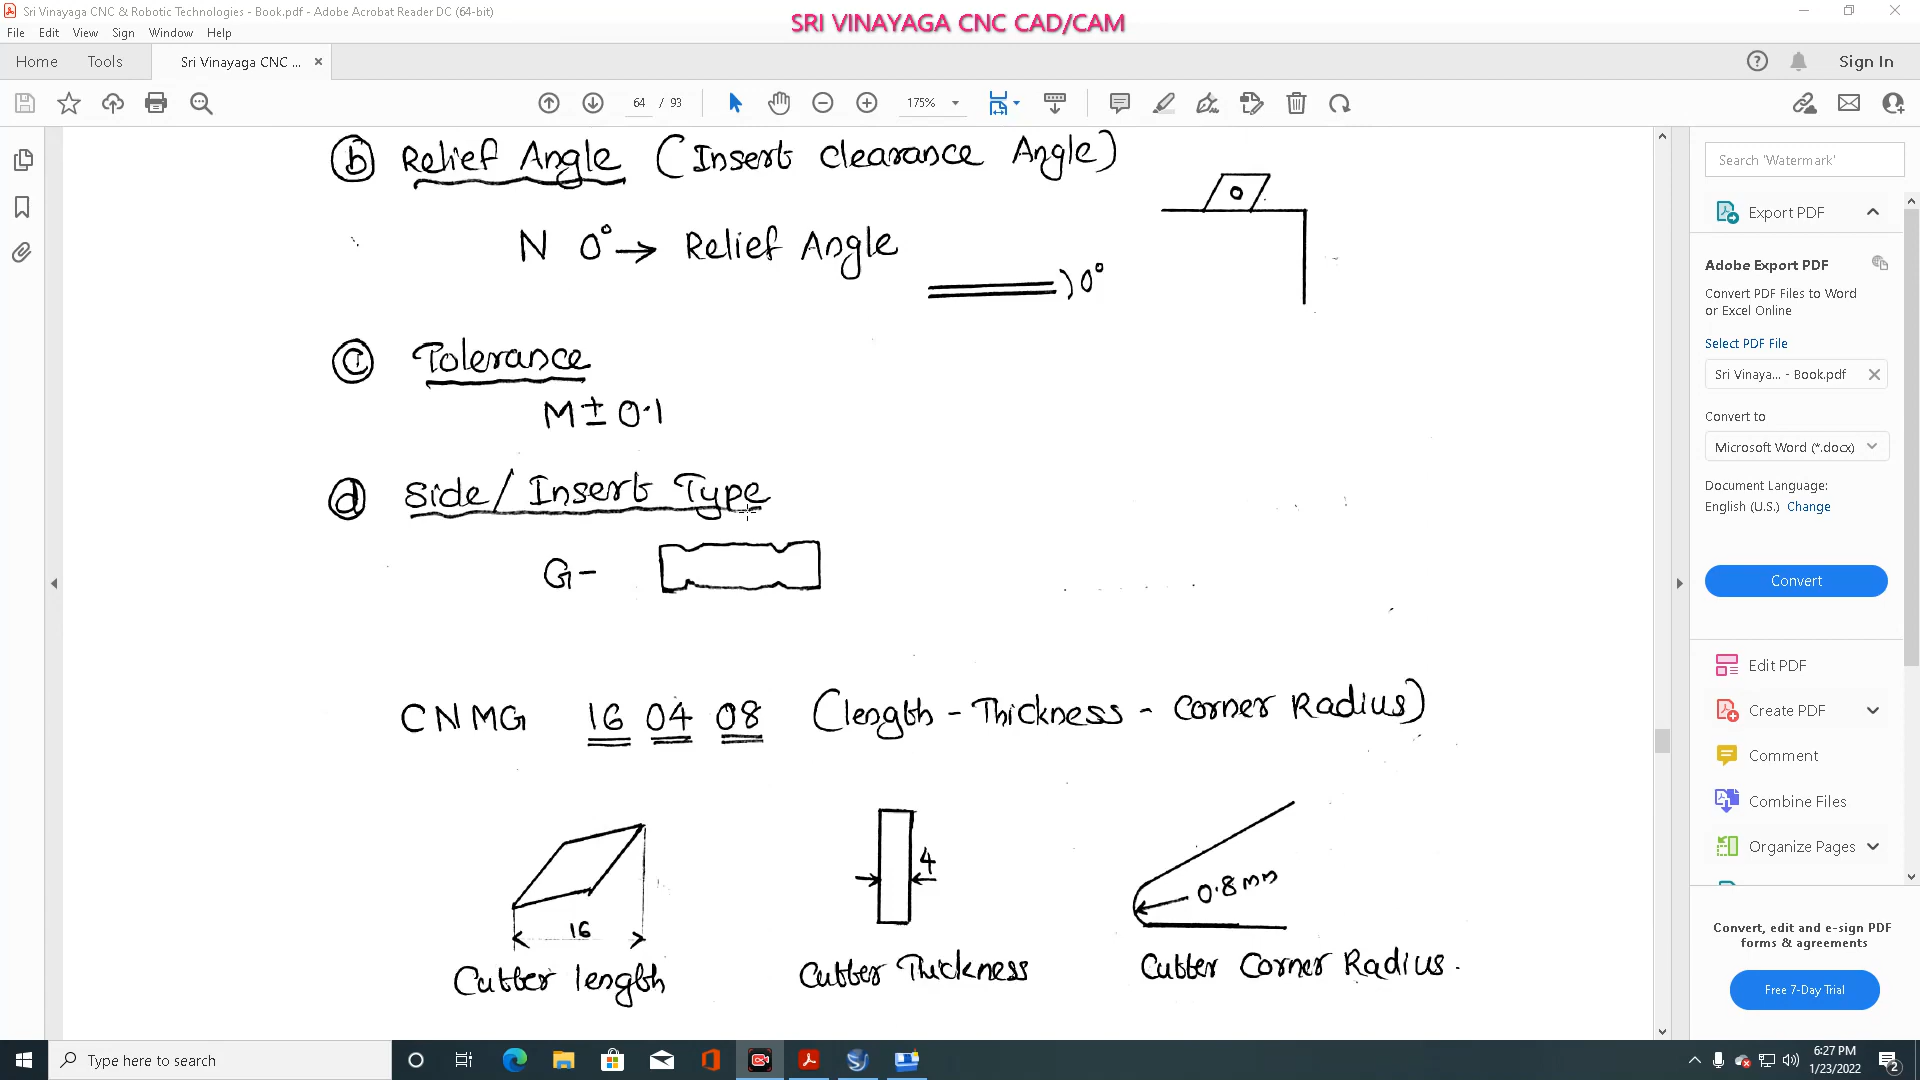 Sri Vinayaga CNC & Robotic Technologies - Book.pdf - Adobe Acrobat Reader DC (64-bit)
SRI VINAYAGA CNC CAD/CAM
File Edit View Sign Window Help
Home Tools Sri Vinayaga CNC ... × Sign In
64 / 93 175%
ⓑ Relief Angle (Insert clearance Angle)
N 0° → Relief Angle
0°
ⓒ Tolerance
M ± 0.1
ⓓ Side/Insert Type
G -
CNMG 16 04 08 (length - Thickness - Corner Radius)
16
4
0.8 mm
Cutter length Cutter Thickness Cutter Corner Radius.
Search 'Watermark'
Export PDF
Adobe Export PDF
Convert PDF Files to Word
or Excel Online
Select PDF File
Sri Vinaya... - Book.pdf
Convert to
Microsoft Word (*.docx)
Document Language:
English (U.S.) Change
Convert
Edit PDF
Create PDF
Comment
Combine Files
Organize Pages
Convert, edit and e-sign PDF
forms & agreements
Free 7-Day Trial
Type here to search
6:27 PM
1/23/2022
2